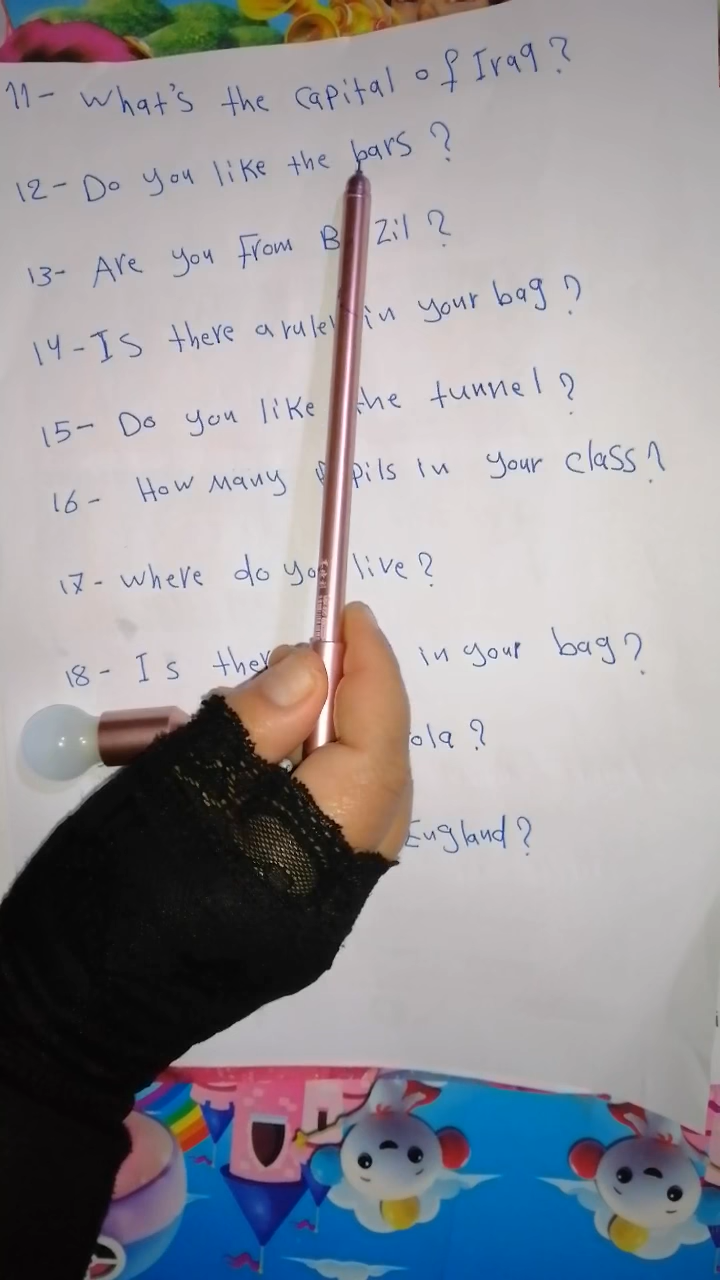 11- What's the capital of Iraq?
12- Do you like the bars?
13- Are you From B zil?
14- Is there a ruler in your bag?
15- Do you like the tunnel?
16- How many pils in your class?
17- where do you live?
18- Is ther in your bag?
ola?
England?